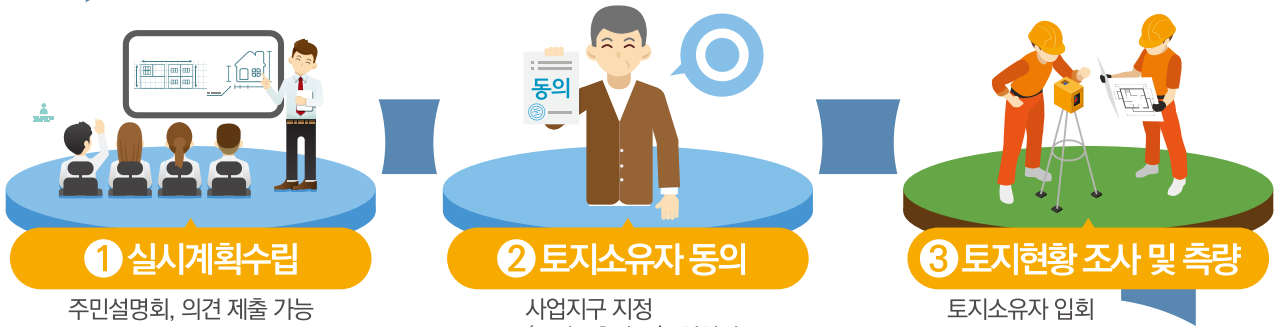 동의
① 실시계획수립
주민설명회, 의견 제출 가능
② 토지소유자 동의
사업지구 지정
③ 토지현황 조사 및 측량
토지소유자 입회